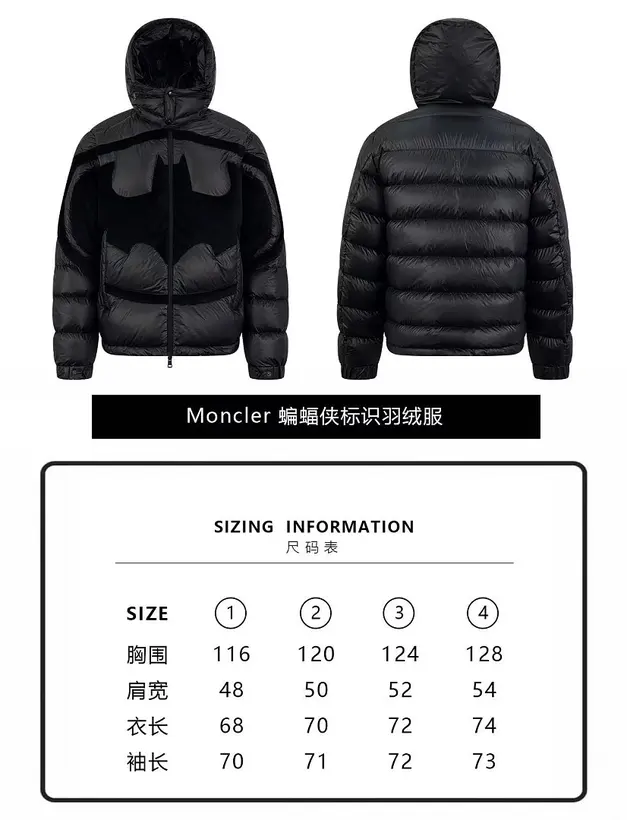 Moncler 蝙蝠侠标识羽绒服
SIZING INFORMATION
尺码表
SIZE 1 2 3 4
胸围 116 120 124 128
肩宽 48 50 52 54
衣长 68 70 72 74
袖长 70 71 72 73